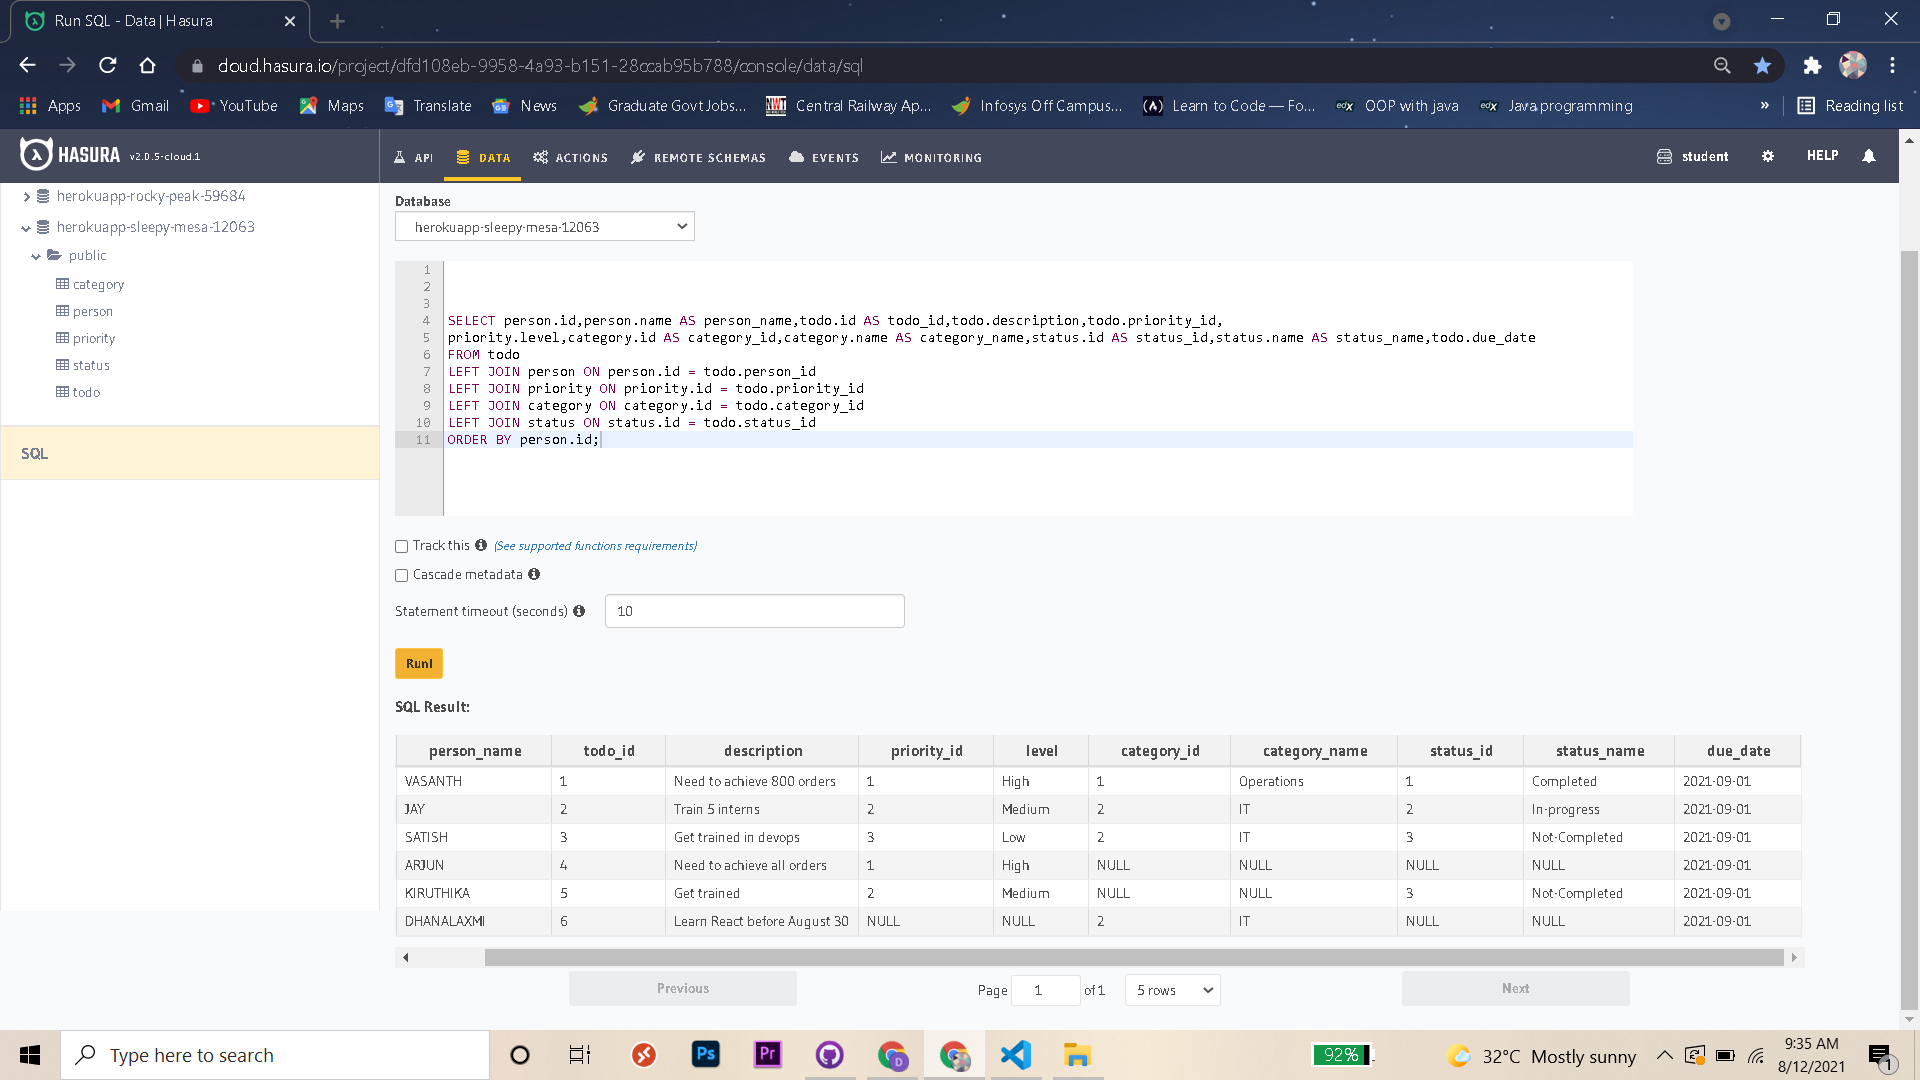 Run SQL - Data | Hasura
cloud.hasura.io/project/dfd108eb-9958-4a93-b151-28ccab95b788/console/data/sql
Apps Gmail YouTube Maps Translate News Graduate Govt Jobs... Central Railway Ap... Infosys Off Campus... Learn to Code — Fo... OOP with java Java programming » Reading list
HASURA v2.0.5-cloud.1 API DATA ACTIONS REMOTE SCHEMAS EVENTS MONITORING student HELP
herokuapp-rocky-peak-59684
herokuapp-sleepy-mesa-12063
public
category
person
priority
status
todo
SQL
Database
herokuapp-sleepy-mesa-12063
1
2
3
4 SELECT person.id,person.name AS person_name,todo.id AS todo_id,todo.description,todo.priority_id,
5 priority.level,category.id AS category_id,category.name AS category_name,status.id AS status_id,status.name AS status_name,todo.due_date
6 FROM todo
7 LEFT JOIN person ON person.id = todo.person_id
8 LEFT JOIN priority ON priority.id = todo.priority_id
9 LEFT JOIN category ON category.id = todo.category_id
10 LEFT JOIN status ON status.id = todo.status_id
11 ORDER BY person.id;
Track this (See supported functions requirements)
Cascade metadata
Statement timeout (seconds) 10
Run!
SQL Result:
person_name todo_id description priority_id level category_id category_name status_id status_name due_date
VASANTH 1 Need to achieve 800 orders 1 High 1 Operations 1 Completed 2021-09-01
JAY 2 Train 5 interns 2 Medium 2 IT 2 In-progress 2021-09-01
SATISH 3 Get trained in devops 3 Low 2 IT 3 Not-Completed 2021-09-01
ARJUN 4 Need to achieve all orders 1 High NULL NULL NULL NULL 2021-09-01
KIRUTHIKA 5 Get trained 2 Medium NULL NULL 3 Not-Completed 2021-09-01
DHANALAXMI 6 Learn React before August 30 NULL NULL 2 IT NULL NULL 2021-09-01
Previous Page 1 of 1 5 rows Next
Type here to search Ps Pr D 92% 32°C Mostly sunny 9:35 AM
8/12/2021 1